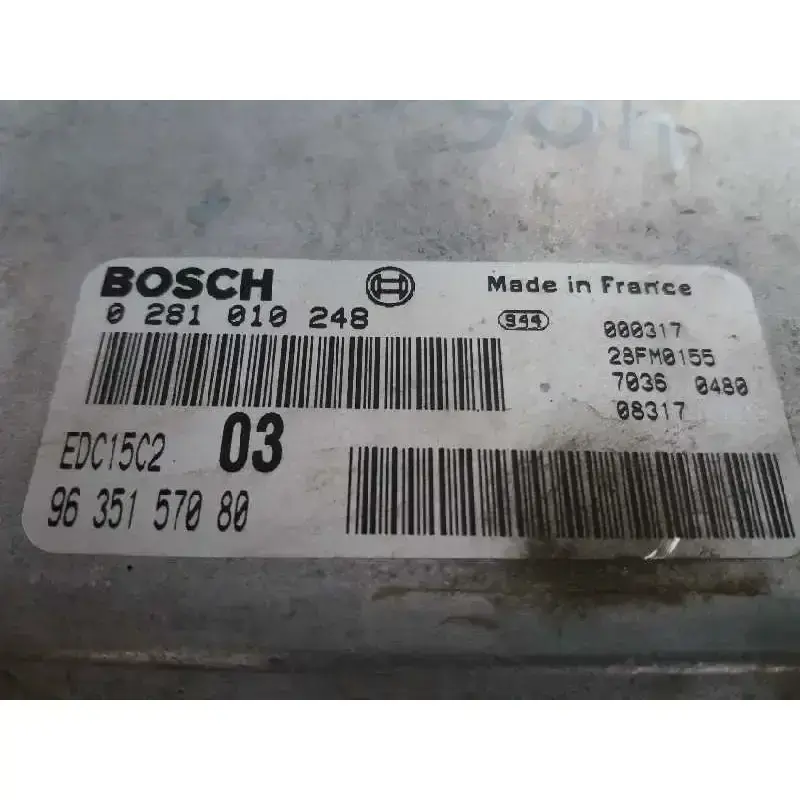 BOSCH
Made in France
0 281 010 248
944
000317
28FM0155
7036 0480
08317
EDC15C2 03
96 351 570 80